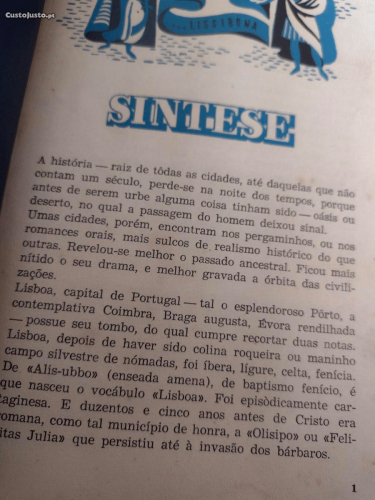 CustoJusto.pt
SINTESE
A história — raiz de tôdas as cidades, até daquelas que não
contam um século, perde-se na noite dos tempos, porque
antes de serem urbe alguma coisa tinham sido — oásis ou
deserto, no qual a passagem do homem deixou sinal.
Umas cidades, porém, encontram nos pergaminhos, ou nos
romances orais, mais sulcos de realismo histórico do que
outras. Revelou-se melhor o passado ancestral. Ficou mais
nítido o seu drama, e melhor gravada a órbita das civili-
zações.
Lisboa, capital de Portugal — tal o esplendoroso Pôrto, a
contemplativa Coimbra, Braga augusta, Évora rendilhada
— possue seu tombo, do qual cumpre recortar duas notas.
Lisboa, depois de haver sido colina roqueira ou maninho
campo silvestre de nómadas, foi ibera, lígure, celta, fenícia.
De «Alis-ubbo» (enseada amena), de baptismo fenício, é
que nasceu o vocábulo «Lisboa». Foi episòdicamente car-
taginesa. E duzentos e cinco anos antes de Cristo era
romana, como tal município de honra, a «Olisipo» ou «Feli-
itas Julia» que persistiu até à invasão dos bárbaros.
1